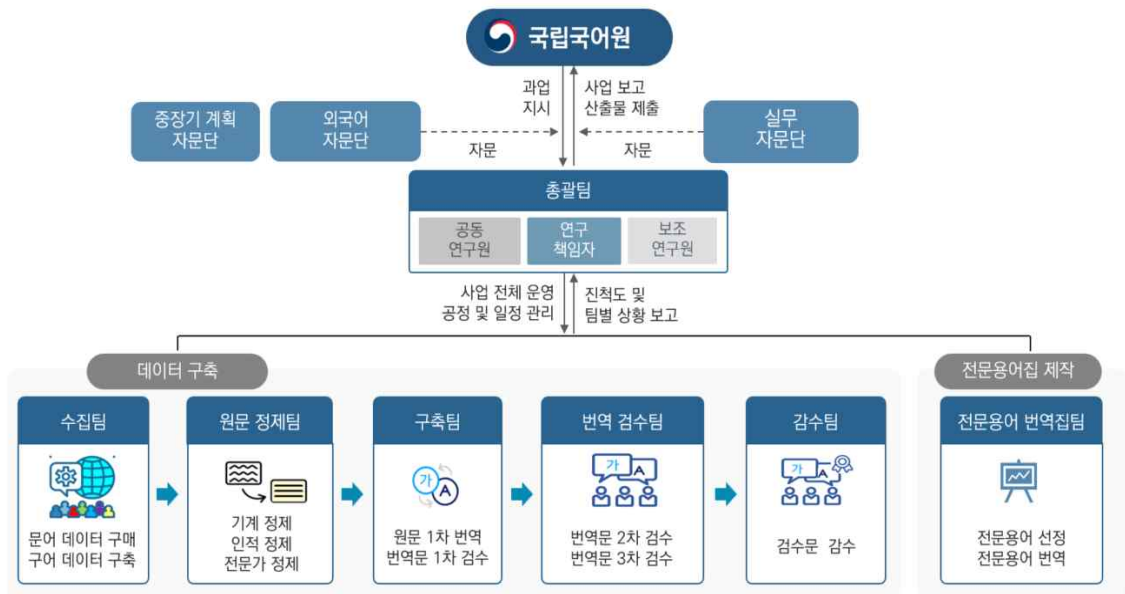 국립국어원
과업
지시
사업 보고
산출물 제출
중장기 계획
자문단
외국어
자문단
실무
자문단
자문
자문
총괄팀
공동
연구원
연구
책임자
보조
연구원
사업 전체 운영
공정 및 일정 관리
진척도 및
팀별 상황 보고
데이터 구축
전문용어집 제작
수집팀
문어 데이터 구매
구어 데이터 구축
원문 정제팀
기계 정제
인적 정제
전문가 정제
구축팀
가
A
원문 1차 번역
번역문 1차 검수
번역 검수팀
가
A
번역문 2차 검수
번역문 3차 검수
감수팀
가
A
검수문 감수
전문용어 번역집팀
전문용어 선정
전문용어 번역